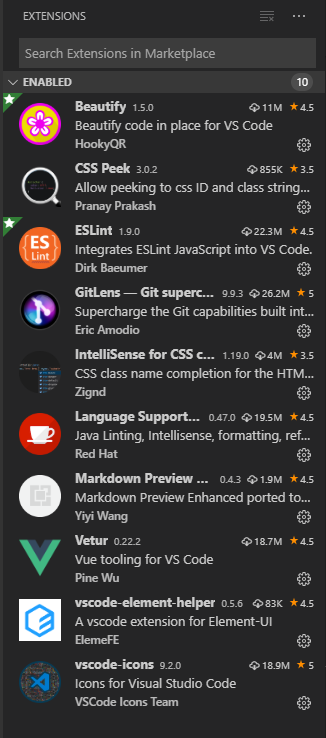 EXTENSIONS
Search Extensions in Marketplace
ENABLED 10
Beautify 1.5.0 11M 4.5
Beautify code in place for VS Code
HookyQR
CSS Peek 3.0.2 855K 3.5
Allow peeking to css ID and class string...
Pranay Prakash
ES
Lint
ESLint 1.9.0 22.3M 4.5
Integrates ESLint JavaScript into VS Code.
Dirk Baeumer
GitLens — Git superc... 9.9.3 26.2M 5
Supercharge the Git capabilities built int...
Eric Amodio
IntelliSense for CSS c... 1.19.0 4M 3.5
CSS class name completion for the HTM...
Zignd
Language Support... 0.47.0 19.5M 4.5
Java Linting, Intellisense, formatting, ref...
Red Hat
Markdown Preview ... 0.4.3 1.9M 4.5
Markdown Preview Enhanced ported to...
Yiyi Wang
Vetur 0.22.2 18.7M 4.5
Vue tooling for VS Code
Pine Wu
vscode-element-helper 0.5.6 83K 4.5
A vscode extension for Element-UI
ElemeFE
vscode-icons 9.2.0 18.9M 5
Icons for Visual Studio Code
VSCode Icons Team